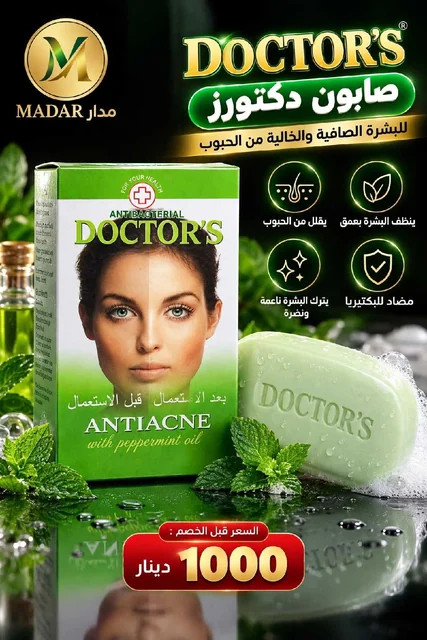 MADAR مدار
DOCTOR'S®
صابون دكتورز
للبشرة الصافية والخالية من الحبوب
يقلل من الحبوب
ينظف البشرة بعمق
يترك البشرة ناعمة
ونضرة
مضاد للبكتيريا
FOR YOUR HEALTH
ANTIBACTERIAL
DOCTOR'S
قبل الاستعمال
بعد الاستعمال
ANTIACNE
with peppermint oil
DOCTOR'S
السعر قبل الخصم :
1000 دينار